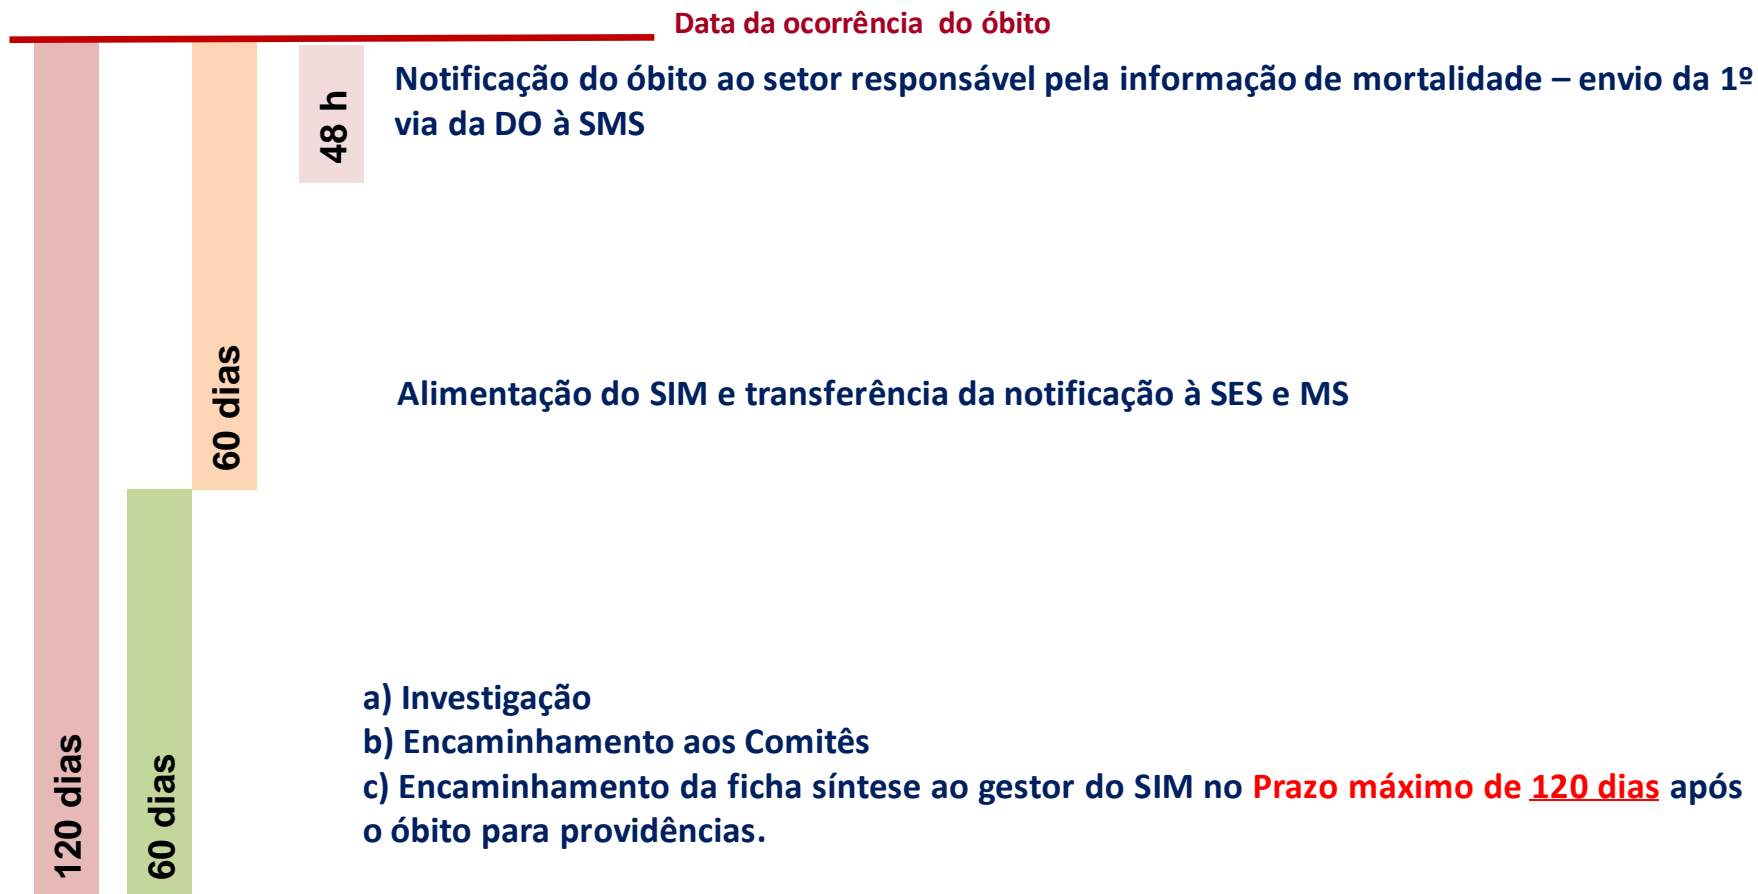 Data da ocorrência do óbito
48 h
Notificação do óbito ao setor responsável pela informação de mortalidade – envio da 1º
via da DO à SMS
60 dias
Alimentação do SIM e transferência da notificação à SES e MS
120 dias
60 dias
a) Investigação
b) Encaminhamento aos Comitês
c) Encaminhamento da ficha síntese ao gestor do SIM no Prazo máximo de 120 dias após
o óbito para providências.